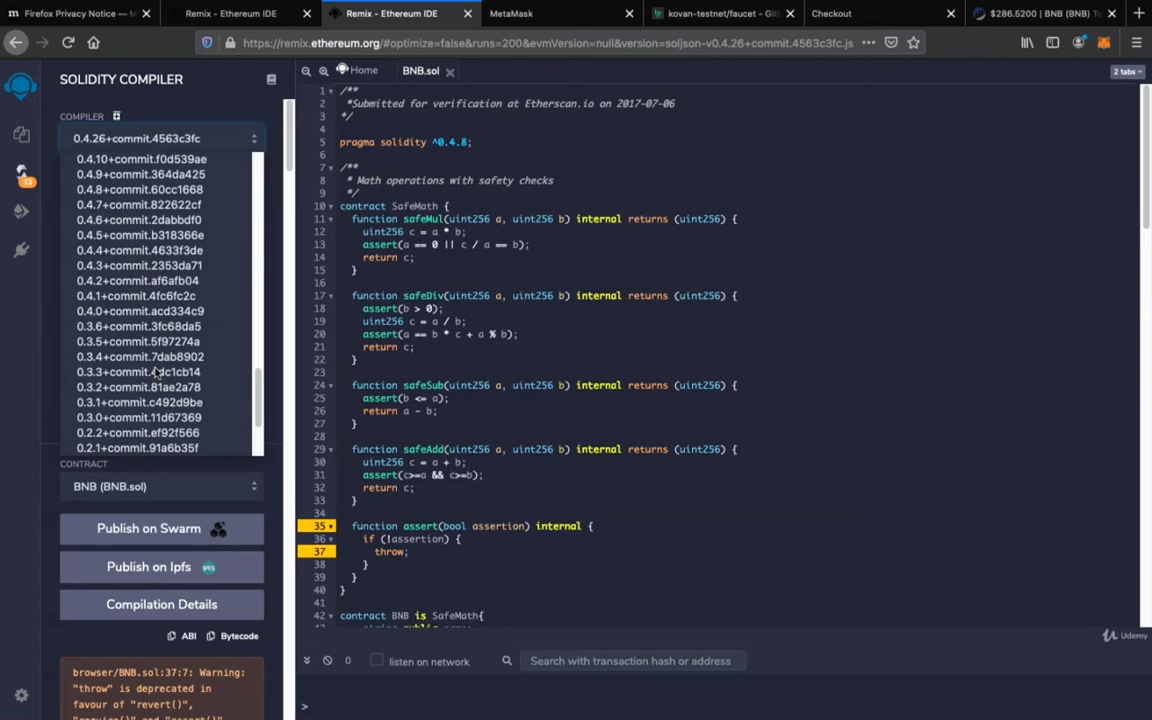 Firefox Privacy Notice —
Remix - Ethereum IDE
Remix - Ethereum IDE
MetaMask
kovan-testnet/faucet - Git
Checkout
$286.5200 | BNB (BNB) To
https://remix.ethereum.org/#optimize=false&runs=200&evmVersion=null&version=soljson-v0.4.26+commit.4563c3fc.js
SOLIDITY COMPILER
COMPILER
0.4.26+commit.4563c3fc
0.4.10+commit.f0d539ae
0.4.9+commit.364da425
0.4.8+commit.60cc1668
0.4.7+commit.822622cf
0.4.6+commit.2dabbdf0
0.4.5+commit.b318366e
0.4.4+commit.4633f3de
0.4.3+commit.2353da71
0.4.2+commit.af6afb04
0.4.1+commit.4fc6fc2c
0.4.0+commit.acd334c9
0.3.6+commit.3fc68da5
0.3.5+commit.5f97274a
0.3.4+commit.7dab8902
0.3.3+commit.4dc1cb14
0.3.2+commit.81ae2a78
0.3.1+commit.c492d9be
0.3.0+commit.11d67369
0.2.2+commit.ef92f566
0.2.1+commit.91a6b35f
33
CONTRACT
BNB (BNB.sol)
Publish on Swarm
Publish on Ipfs
IPFS
Compilation Details
ABI
Bytecode
browser/BNB.sol:37:7: Warning:
"throw" is deprecated in
favour of "revert()",
"require()" and "assert()"
Home
BNB.sol
2 tabs
1 /**
2 *Submitted for verification at Etherscan.io on 2017-07-06
3 */
4
5 pragma solidity ^0.4.8;
6
7 /**
8 * Math operations with safety checks
9 */
10 contract SafeMath {
11 function safeMul(uint256 a, uint256 b) internal returns (uint256) {
12 uint256 c = a * b;
13 assert(a == 0 || c / a == b);
14 return c;
15 }
16
17 function safeDiv(uint256 a, uint256 b) internal returns (uint256) {
18 assert(b > 0);
19 uint256 c = a / b;
20 assert(a == b * c + a % b);
21 return c;
22 }
23
24 function safeSub(uint256 a, uint256 b) internal returns (uint256) {
25 assert(b <= a);
26 return a - b;
27 }
28
29 function safeAdd(uint256 a, uint256 b) internal returns (uint256) {
30 uint256 c = a + b;
31 assert(c>=a && c>=b);
32 return c;
33 }
34
35 function assert(bool assertion) internal {
36 if (!assertion) {
37 throw;
38 }
39 }
40 }
41
42 contract BNB is SafeMath{
string public name;
Udemy
0
listen on network
Search with transaction hash or address
>